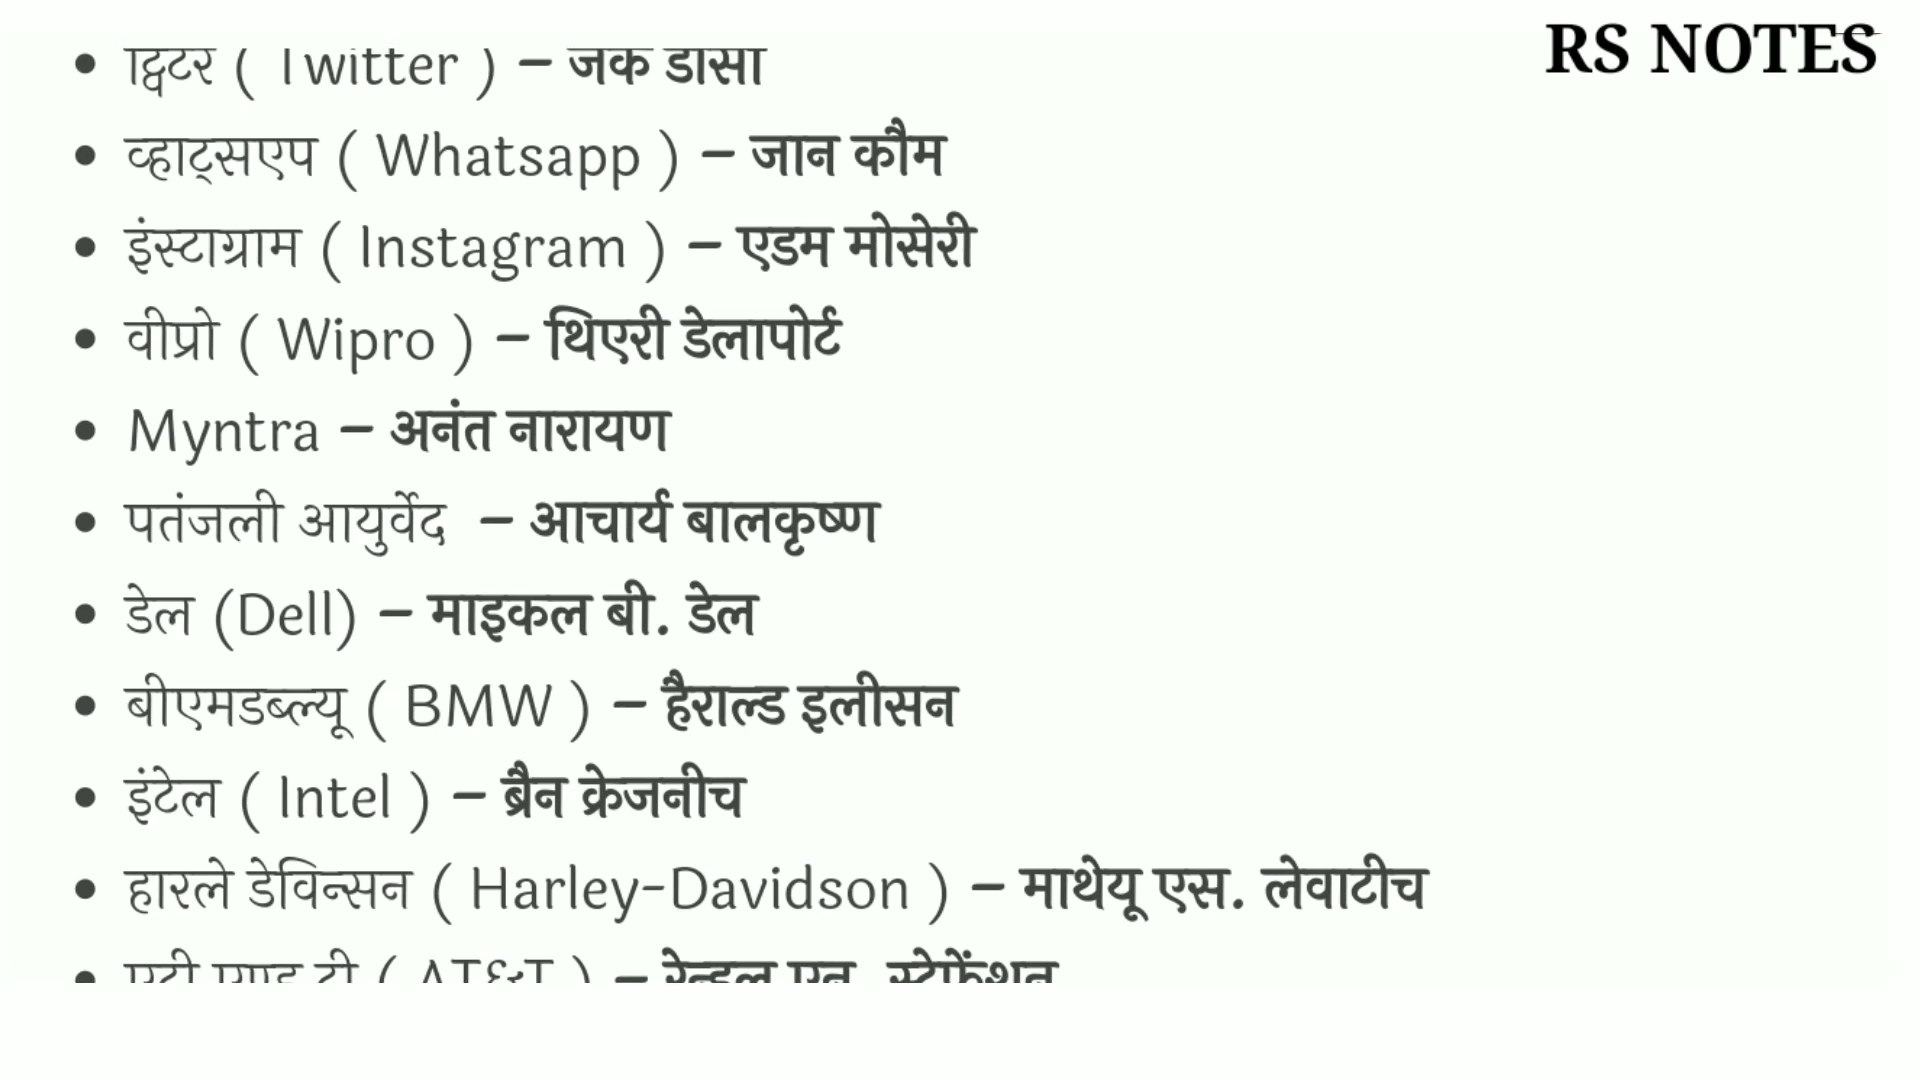 RS NOTES
• ट्विटर ( Twitter ) – जैक डोर्सी
• व्हाट्सएप ( Whatsapp ) – जान कौम
• इंस्टाग्राम ( Instagram ) – एडम मोसेरी
• वीप्रो ( Wipro ) – थिएरी डेलापोर्ट
• Myntra – अनंत नारायण
• पतंजली आयुर्वेद – आचार्य बालकृष्ण
• डेल (Dell) – माइकल बी. डेल
• बीएमडब्ल्यू ( BMW ) – हैराल्ड इलीसन
• इंटेल ( Intel ) – ब्रैन क्रेजनीच
• हारले डेविन्सन ( Harley-Davidson ) – माथेयू एस. लेवाटीच
• ( AT&T ) –